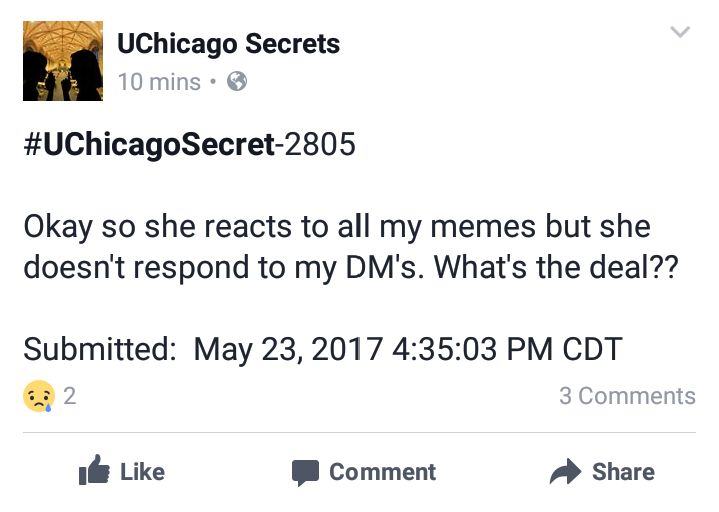 UChicago Secrets
10 mins •
#UChicagoSecret-2805
Okay so she reacts to all my memes but she
doesn't respond to my DM's. What's the deal??
Submitted:  May 23, 2017 4:35:03 PM CDT
2 3 Comments
Like Comment Share